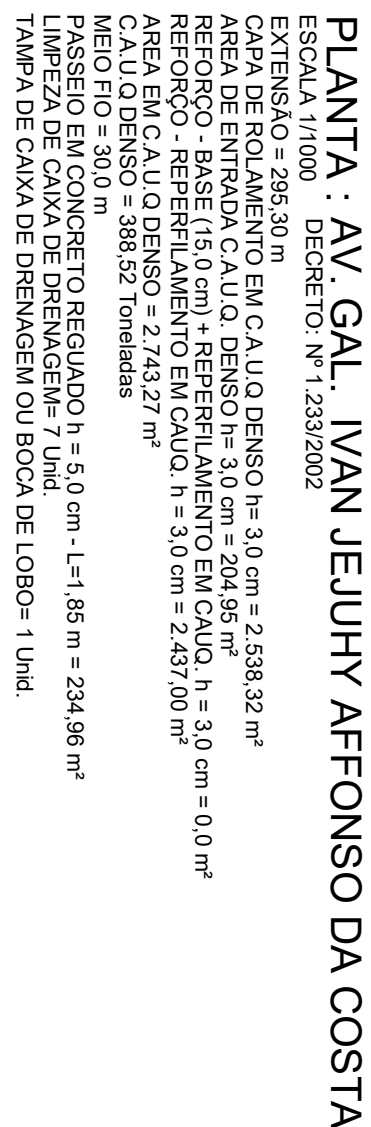 PLANTA : AV. GAL. IVAN JEJUHY AFFONSO DA COSTA
ESCALA 1/1000 DECRETO: Nº 1.233/2002
EXTENSÃO = 295,30 m
CAPA DE ROLAMENTO EM C.A.U.Q DENSO h= 3,0 cm = 2.538,32 m²
AREA DE ENTRADA C.A.U.Q. DENSO h= 3,0 cm = 204,95 m²
REFORÇO - BASE (15,0 cm) + REPERFILAMENTO EM CAUQ. h = 3,0 cm = 0,0 m²
REFORÇO - REPERFILAMENTO EM CAUQ. h = 3,0 cm = 2.437,00 m²
AREA EM C.A.U.Q DENSO = 2.743,27 m²
C.A.U.Q DENSO = 388,52 Toneladas
MEIO FIO = 30,0 m
PASSEIO EM CONCRETO REGUADO h = 5,0 cm - L=1,85 m = 234,96 m²
LIMPEZA DE CAIXA DE DRENAGEM= 7 Unid.
TAMPA DE CAIXA DE DRENAGEM OU BOCA DE LOBO= 1 Unid.